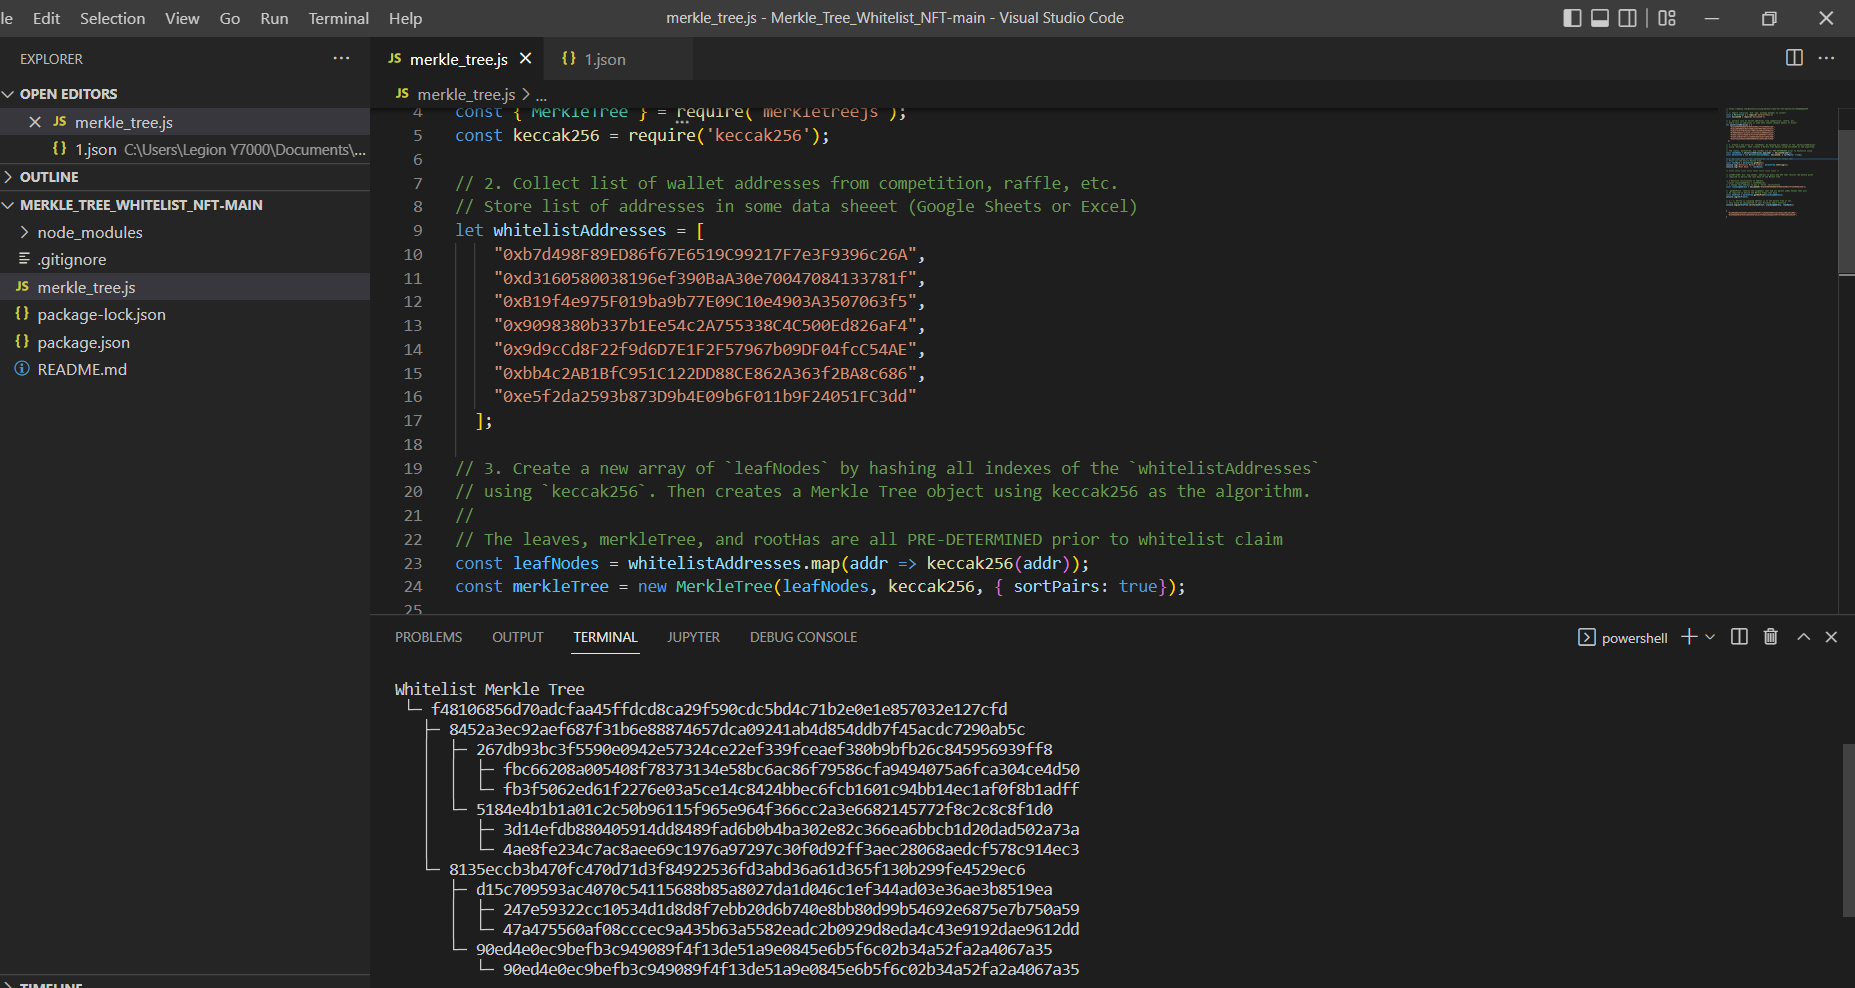 le Edit Selection View Go Run Terminal Help merkle_tree.js - Merkle_Tree_Whitelist_NFT-main - Visual Studio Code
EXPLORER ...
OPEN EDITORS
JS merkle_tree.js
{} 1.json C:\Users\Legion Y7000\Documents\...
OUTLINE
MERKLE_TREE_WHITELIST_NFT-MAIN
node_modules
.gitignore
JS merkle_tree.js
{} package-lock.json
{} package.json
README.md
TIMELINE
JS merkle_tree.js {} 1.json
JS merkle_tree.js > ...
4 const { MerkleTree } = require('merkletreejs');
5 const keccak256 = require('keccak256');
6
7 // 2. Collect list of wallet addresses from competition, raffle, etc.
8 // Store list of addresses in some data sheeet (Google Sheets or Excel)
9 let whitelistAddresses = [
10 "0xb7d498F89ED86f67E6519C99217F7e3F9396c26A",
11 "0xd3160580038196ef390BaA30e70047084133781f",
12 "0xB19f4e975F019ba9b77E09C10e4903A3507063f5",
13 "0x9098380b337b1Ee54c2A755338C4C500Ed826aF4",
14 "0x9d9cCd8F22f9d6D7E1F2F57967b09DF04fcC54AE",
15 "0xbb4c2AB1BfC951C122DD88CE862A363f2BA8c686",
16 "0xe5f2da2593b873D9b4E09b6F011b9F24051FC3dd"
17 ];
18
19 // 3. Create a new array of `leafNodes` by hashing all indexes of the `whitelistAddresses`
20 // using `keccak256`. Then creates a Merkle Tree object using keccak256 as the algorithm.
21 //
22 // The leaves, merkleTree, and rootHas are all PRE-DETERMINED prior to whitelist claim
23 const leafNodes = whitelistAddresses.map(addr => keccak256(addr));
24 const merkleTree = new MerkleTree(leafNodes, keccak256, { sortPairs: true});
25
PROBLEMS OUTPUT TERMINAL JUPYTER DEBUG CONSOLE powershell
Whitelist Merkle Tree
└─ f48106856d70adcfaa45ffdcd8ca29f590cdc5bd4c71b2e0e1e857032e127cfd
├─ 8452a3ec92aef687f31b6e88874657dca09241ab4d854ddb7f45acdc7290ab5c
│ ├─ 267db93bc3f5590e0942e57324ce22ef339fceaef380b9bfb26c845956939ff8
│ │ ├─ fbc66208a005408f78373134e58bc6ac86f79586cfa9494075a6fca304ce4d50
│ │ └─ fb3f5062ed61f2276e03a5ce14c8424bbec6fcb1601c94bb14ec1af0f8b1adff
│ └─ 5184e4b1b1a01c2c50b96115f965e964f366cc2a3e6682145772f8c2c8c8f1d0
│ ├─ 3d14efdb880405914dd8489fad6b0b4ba302e82c366ea6bbcb1d20dad502a73a
│ └─ 4ae8fe234c7ac8aee69c1976a97297c30f0d92ff3aec28068aedcf578c914ec3
└─ 8135eccb3b470fc470d71d3f84922536fd3abd36a61d365f130b299fe4529ec6
├─ d15c709593ac4070c54115688b85a8027da1d046c1ef344ad03e36ae3b8519ea
│ ├─ 247e59322cc10534d1d8d8f7ebb20d6b740e8bb80d99b54692e6875e7b750a59
│ └─ 47a475560af08cccec9a435b63a5582eadc2b0929d8eda4c43e9192dae9612dd
└─ 90ed4e0ec9befb3c949089f4f13de51a9e0845e6b5f6c02b34a52fa2a4067a35
└─ 90ed4e0ec9befb3c949089f4f13de51a9e0845e6b5f6c02b34a52fa2a4067a35